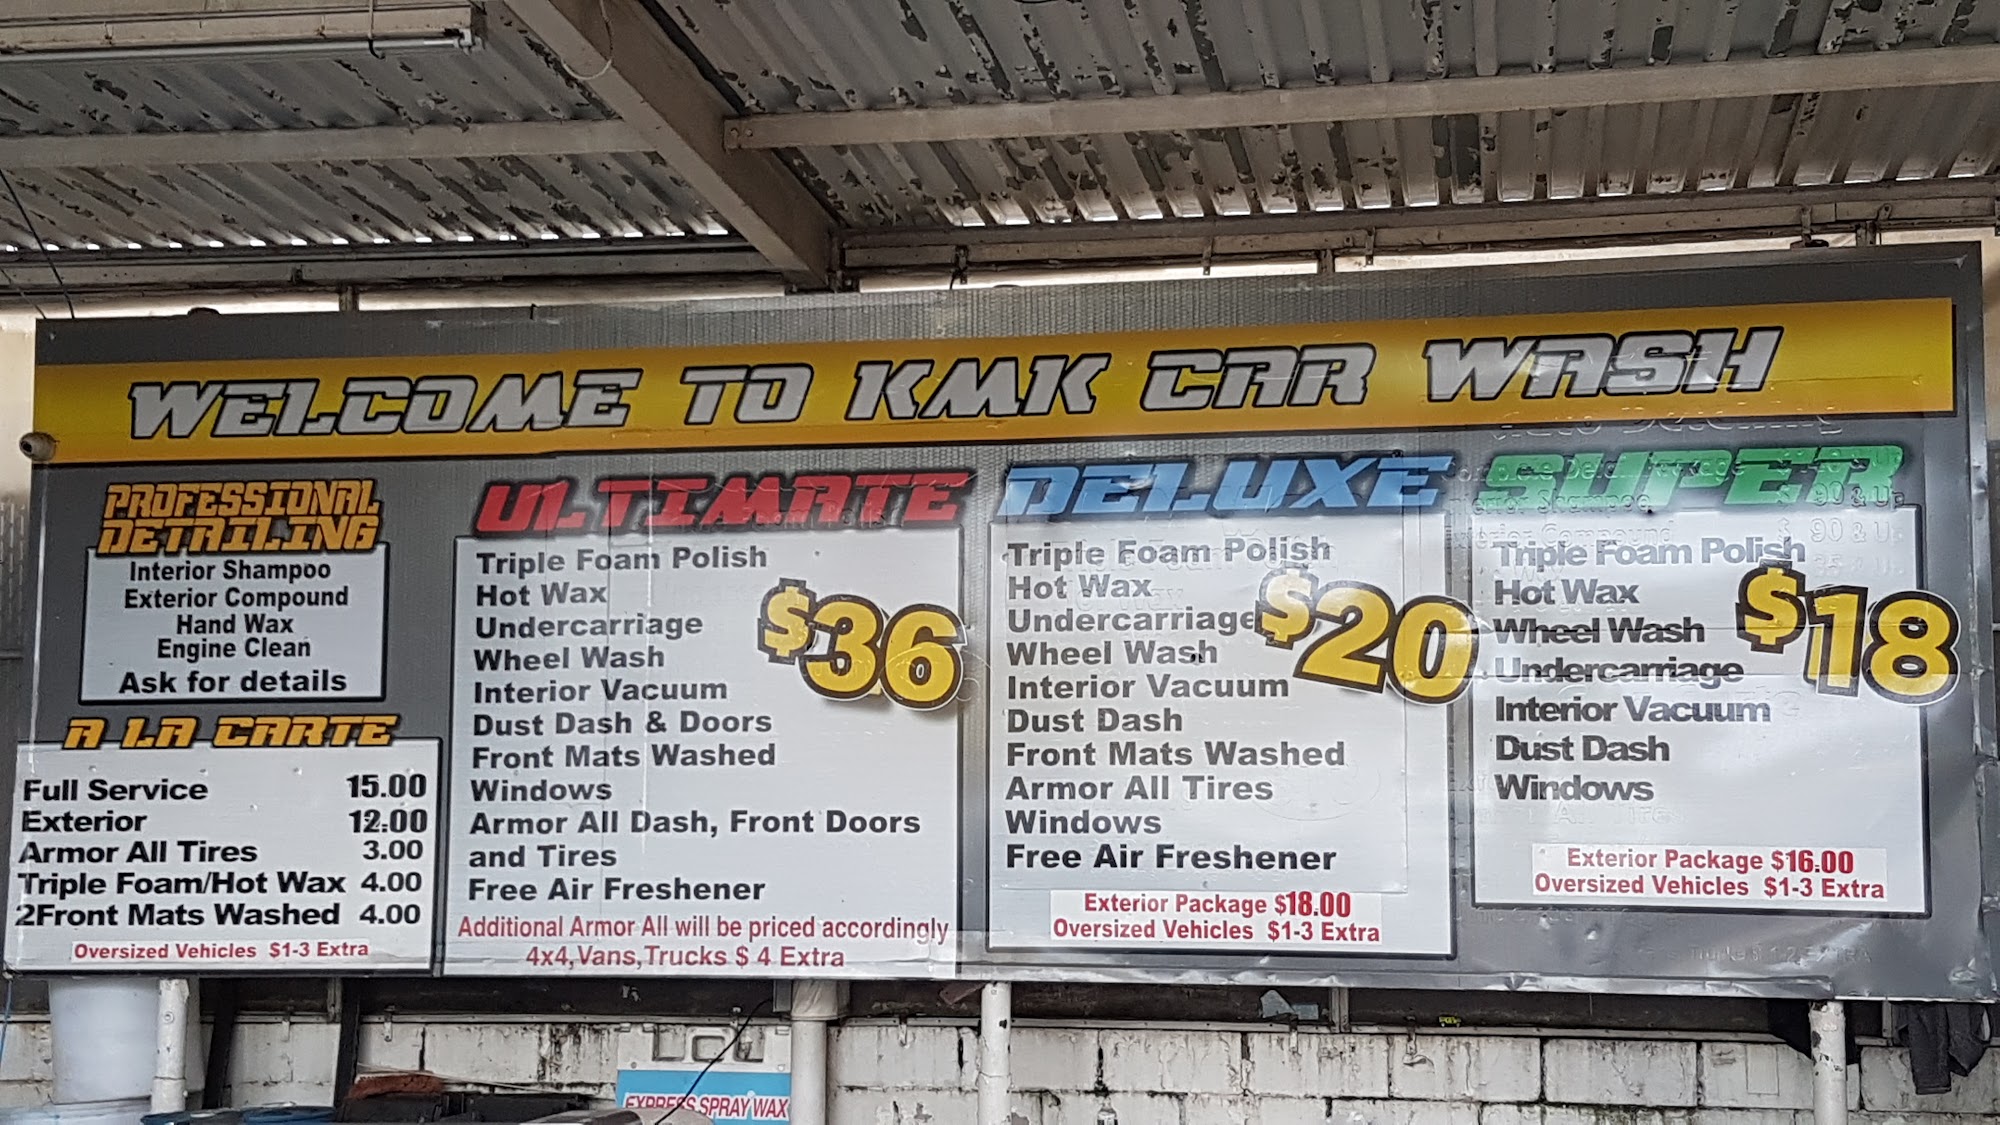 WELCOME TO KMK CAR WASH
PROFESSIONAL
DETAILING
Interior Shampoo
Exterior Compound
Hand Wax
Engine Clean
Ask for details
A LA CARTE
Full Service 15.00
Exterior 12.00
Armor All Tires 3.00
Triple Foam/Hot Wax 4.00
2Front Mats Washed 4.00
Oversized Vehicles $1-3 Extra
ULTIMATE
$36
Triple Foam Polish
Hot Wax
Undercarriage
Wheel Wash
Interior Vacuum
Dust Dash & Doors
Front Mats Washed
Windows
Armor All Dash, Front Doors
and Tires
Free Air Freshener
Additional Armor All will be priced accordingly
4x4, Vans, Trucks $ 4 Extra
DELUXE
$20
Triple Foam Polish
Hot Wax
Undercarriage
Wheel Wash
Interior Vacuum
Dust Dash
Front Mats Washed
Armor All Tires
Windows
Free Air Freshener
Exterior Package $18.00
Oversized Vehicles $1-3 Extra
SUPER
$18
Triple Foam Polish
Hot Wax
Wheel Wash
Undercarriage
Interior Vacuum
Dust Dash
Windows
Exterior Package $16.00
Oversized Vehicles $1-3 Extra
EXPRESS SPRAY WAX